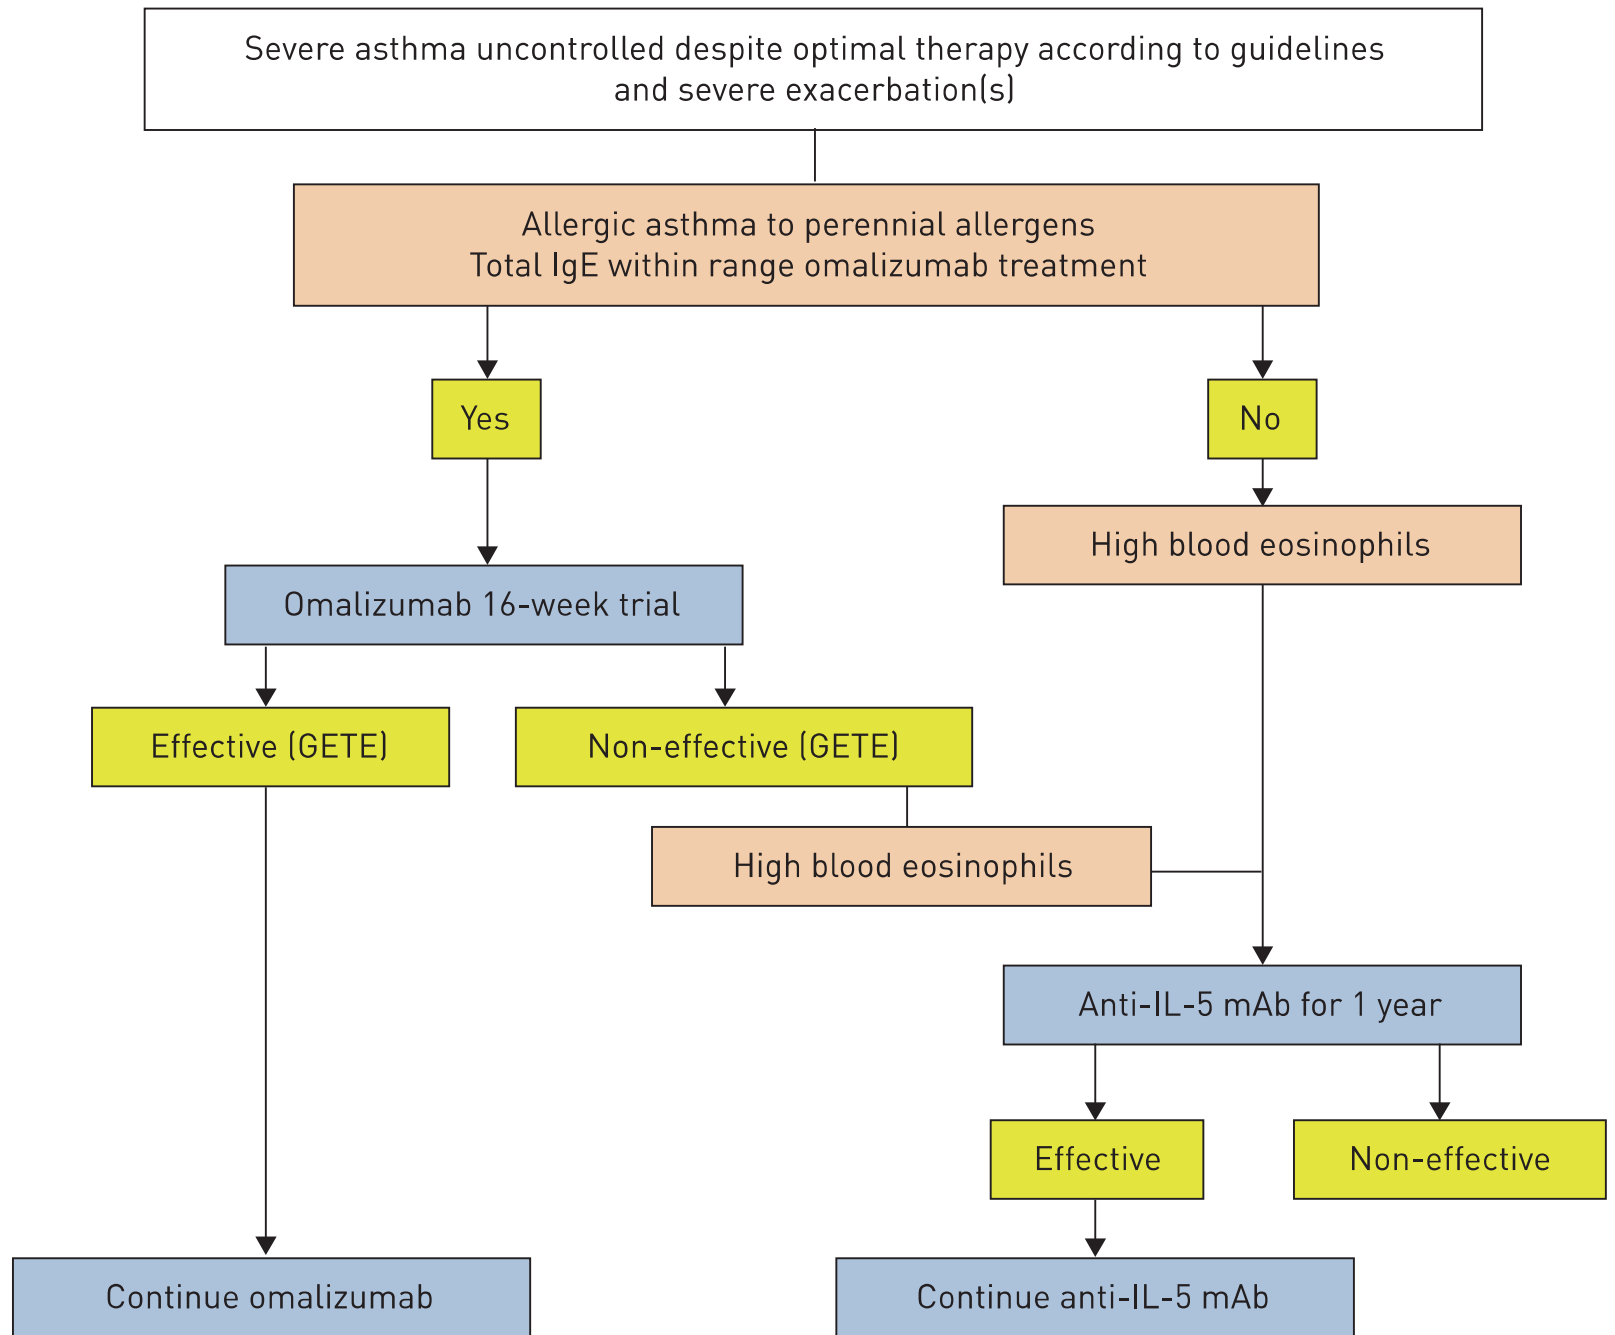 Severe asthma uncontrolled despite optimal therapy according to guidelines
and severe exacerbation(s)
Allergic asthma to perennial allergens
Total IgE within range omalizumab treatment
Yes
No
High blood eosinophils
Omalizumab 16-week trial
Effective (GETE)
Non-effective (GETE)
High blood eosinophils
Anti-IL-5 mAb for 1 year
Effective
Non-effective
Continue omalizumab
Continue anti-IL-5 mAb